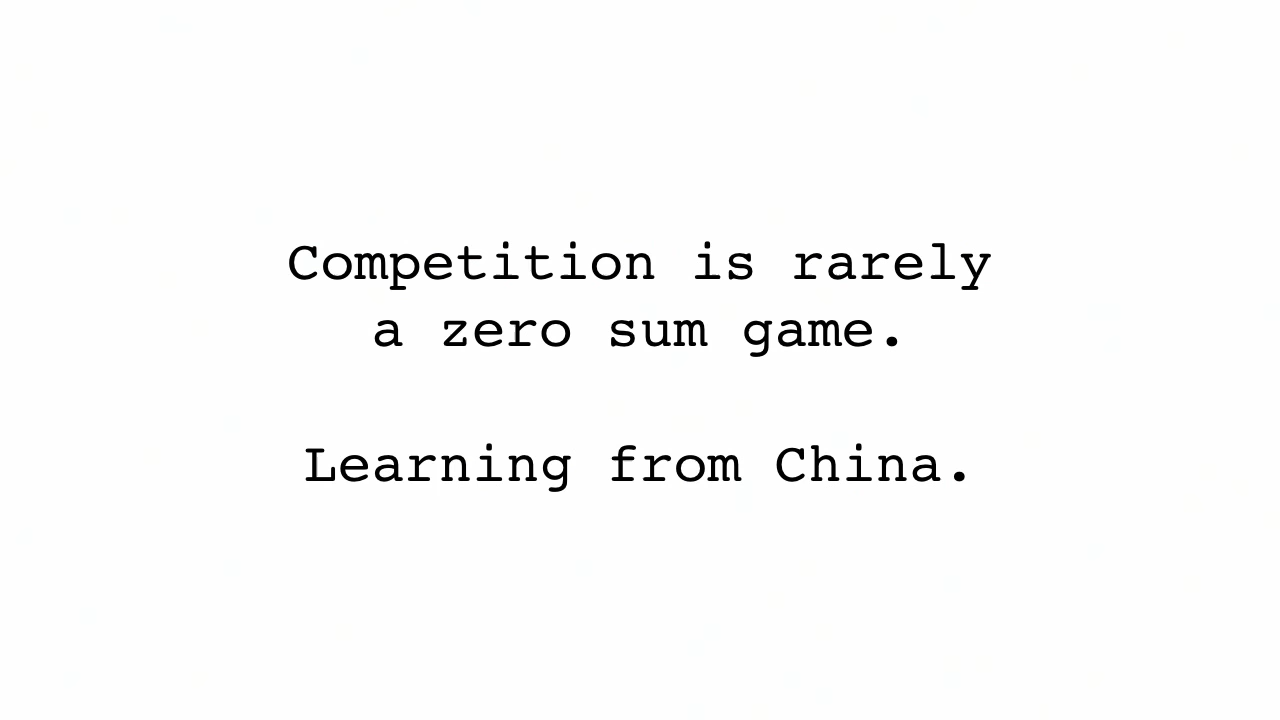 Competition is rarely
a zero sum game.
Learning from China.